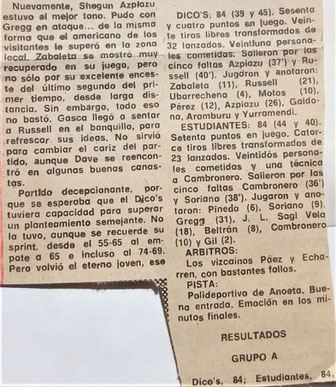 Nuevamente, Shegun Azpiazu
estuvo al mejor tono. Pudo con
Gregg en ataque... de la misma
forma que el americano de los
visitantes le superó en la zona
local. Zabaleta se mostró muy
recuperado en su juego, pero
no sólo por su excelente ences-
te del último segundo del pri-
mer tiempo, desde larga dis-
tancia. Sin embargo, todo eso
no bastó. Gasca llegó a sentar
a Russell en el banquillo, para
refrescar sus ideas. No sirvió
para cambiar el cariz del par-
tido, aunque Dave se reencon-
tró en algunas buenas canas-
tas.
Partido decepcionante, por-
que se esperaba que el Dico's
tuviera capacidad para superar
un planteamiento semejante. No
la tuvo, aunque se recuerde su
sprint, desde el 55-65 al em-
pate a 65 e incluso al 74-69.
Pero volvió el eterno joven, ese
DICO'S: 84 (39 y 45). Sesenta
y cuatro puntos en juego. Vein-
te tiros libres transformados de
32 lanzados. Veintiuna persona-
les cometidas. Salieron por las
cinco faltas Azpiazu (37') y Rus-
sell (40'). Jugaron y anotaron:
Zabaleta (11), Russell (21),
Ubarrechena (4), Molos (10),
Pérez (12), Azpiazu (26), Galdo-
na, Aramburu y Yurramendi.
ESTUDIANTES: 84 (44 y 40).
Setenta puntos en juego. Cator-
ce tiros libres transformados de
23 lanzados. Veintidós persona-
les cometidas y una técnica
a Cambronero. Salieron por las
cinco faltas Cambronero (36')
y Soriano (38'). Jugaron y ano-
taron: Pinedo (6), Soriano (9),
Gregg (31), J. L. Sagi Vela
(18), Beltrán (8), Cambronero
(10) y Gil (2).
ARBITROS:
Los vizcaínos Páez y Echa-
rren, con bastantes fallos.
PISTA:
Polideportivo de Anoeta. Bue-
na entrada. Emoción en los mi-
nutos finales.
RESULTADOS
GRUPO A
Dico's, 84; Estudiantes, 84.